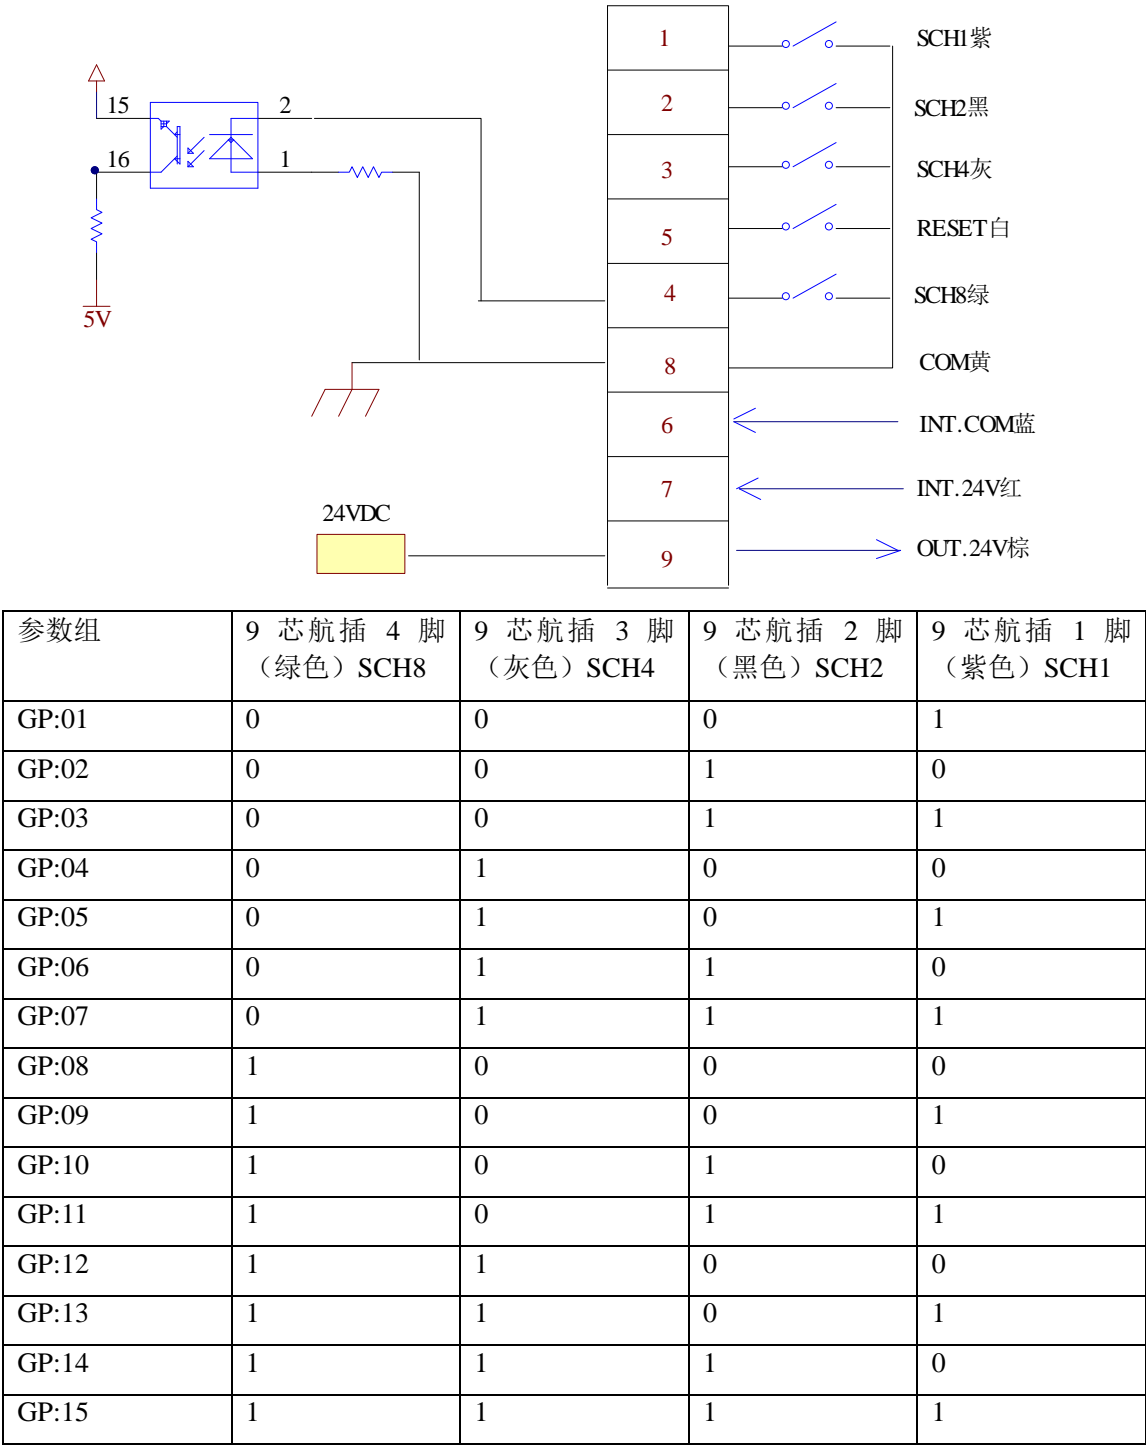 1
SCH1紫
2
SCH2黑
3
SCH4灰
5
RESET白
4
SCH8绿
8
COM黄
6
INT.COM蓝
7
INT.24V红
9
OUT.24V棕
15
2
16
1
5V
24VDC
参数组
9 芯航插 4 脚
（绿色）SCH8
9 芯航插 3 脚
（灰色）SCH4
9 芯航插 2 脚
（黑色）SCH2
9 芯航插 1 脚
（紫色）SCH1
GP:01 0 0 0 1
GP:02 0 0 1 0
GP:03 0 0 1 1
GP:04 0 1 0 0
GP:05 0 1 0 1
GP:06 0 1 1 0
GP:07 0 1 1 1
GP:08 1 0 0 0
GP:09 1 0 0 1
GP:10 1 0 1 0
GP:11 1 0 1 1
GP:12 1 1 0 0
GP:13 1 1 0 1
GP:14 1 1 1 0
GP:15 1 1 1 1